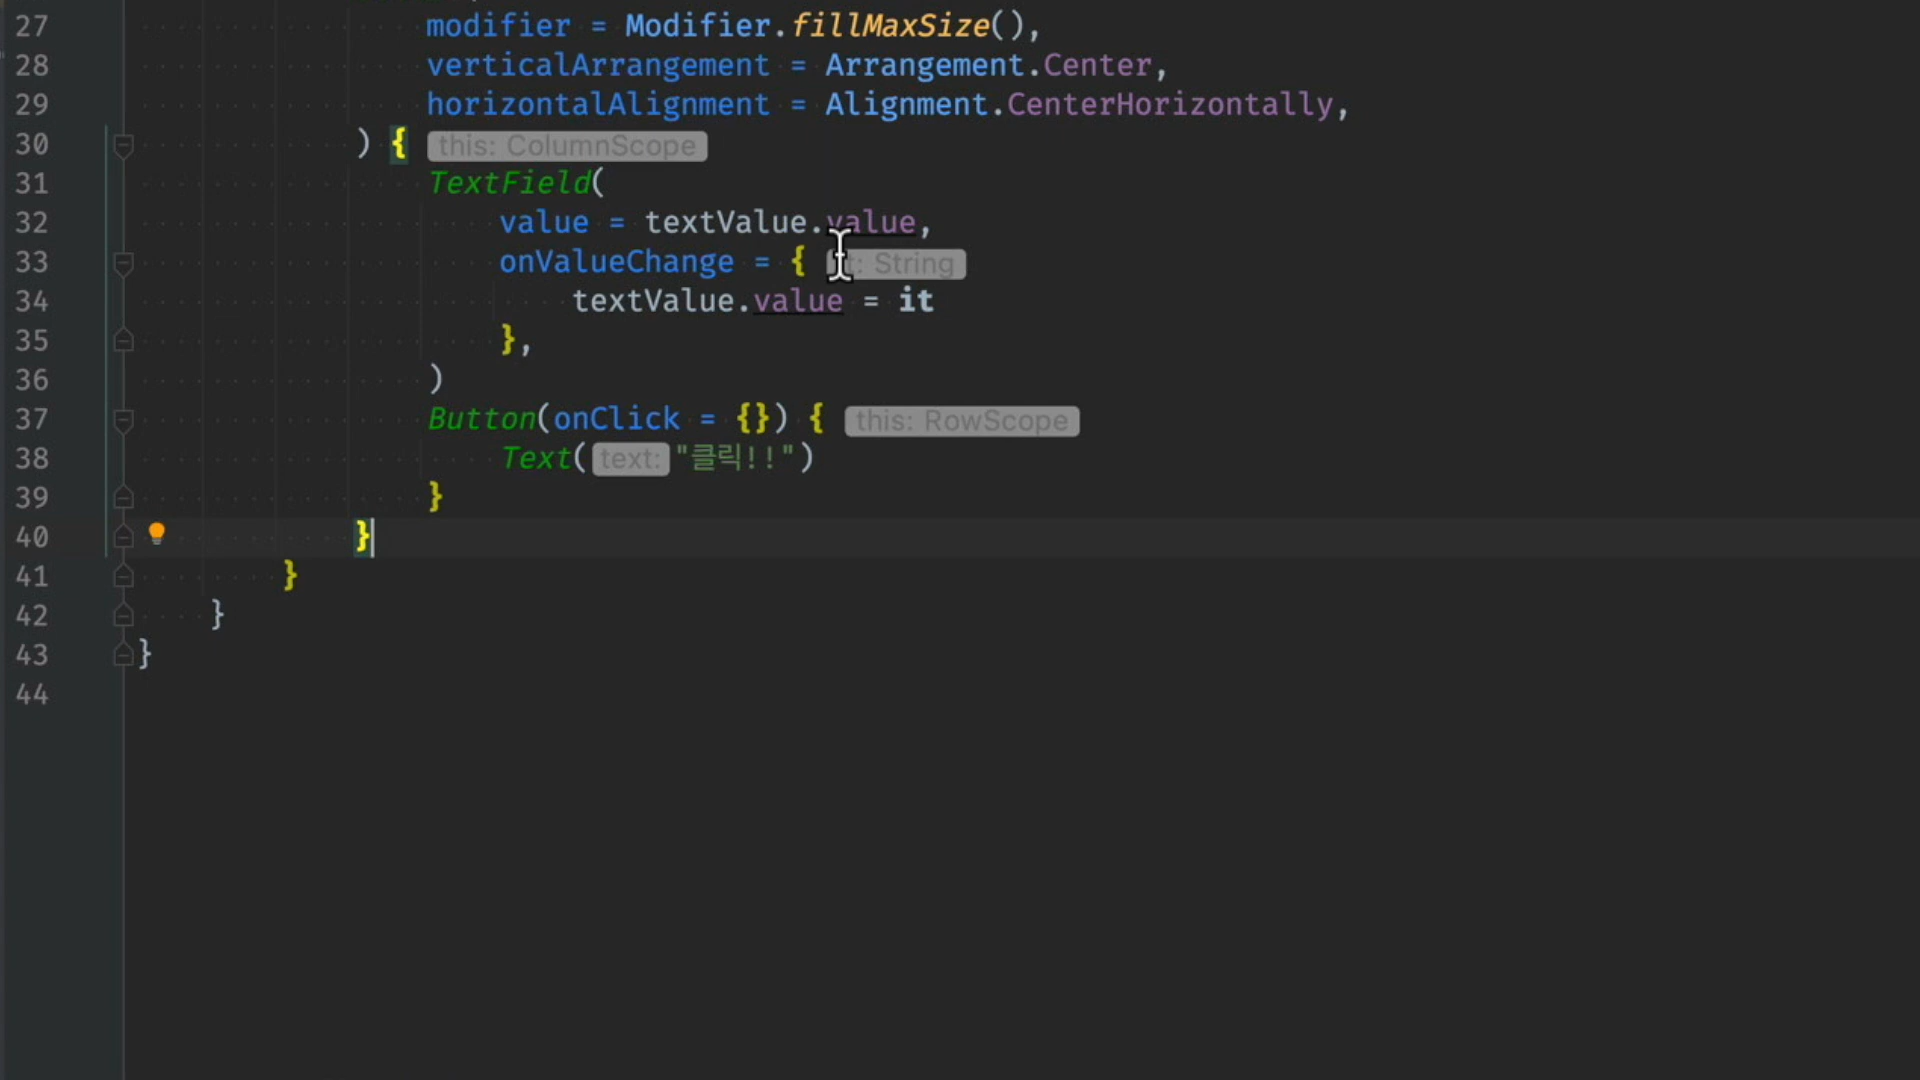 27 modifier = Modifier.fillMaxSize(),
28 verticalArrangement = Arrangement.Center,
29 horizontalAlignment = Alignment.CenterHorizontally,
30 ) { this: ColumnScope
31 TextField(
32 value = textValue.value,
33 onValueChange = { : String
34 textValue.value = it
35 },
36 )
37 Button(onClick = {}) { this: RowScope
38 Text( text: "클릭!!")
39 }
40 }
41 }
42 }
43 }
44